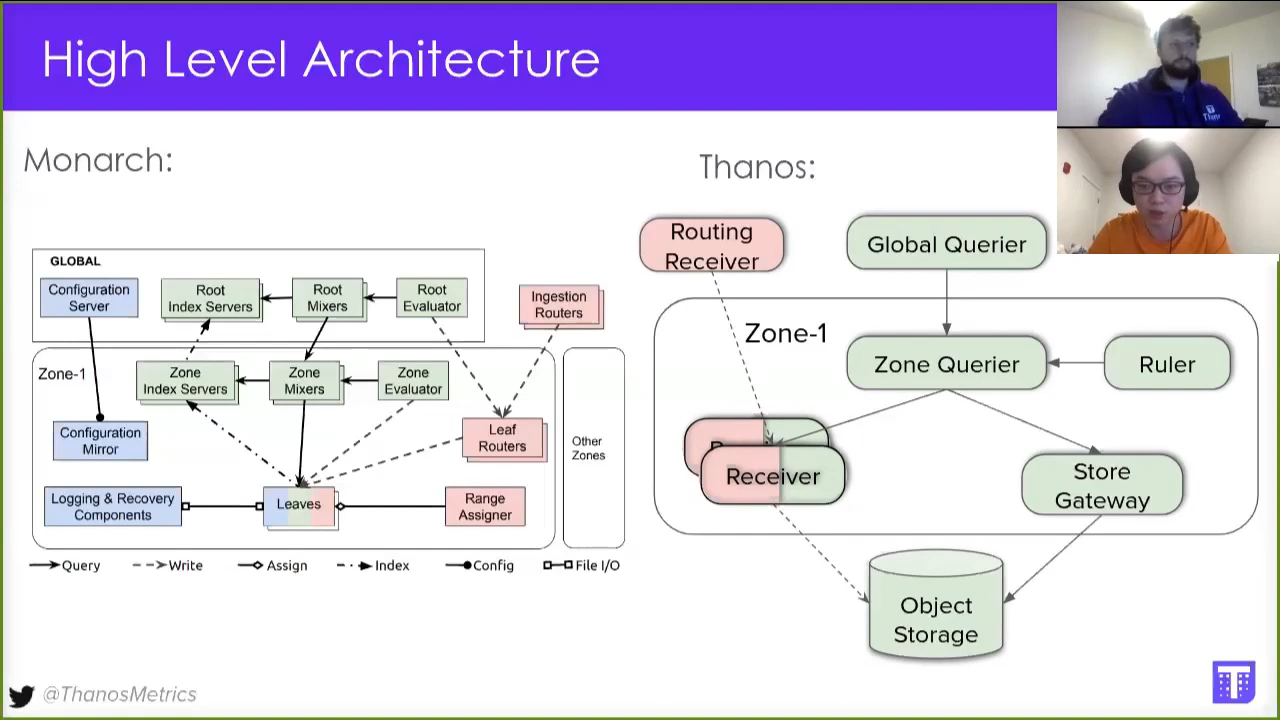 High Level Architecture
Monarch:
Thanos:
GLOBAL
Configuration
Server
Root
Index Servers
Root
Mixers
Root
Evaluator
Ingestion
Routers
Zone-1
Zone
Index Servers
Zone
Mixers
Zone
Evaluator
Configuration
Mirror
Leaf
Routers
Other
Zones
Logging & Recovery
Components
Leaves
Range
Assigner
Query
Write
Assign
Index
Config
File I/O
Routing
Receiver
Global Querier
Zone-1
Zone Querier
Ruler
Receiver
Store
Gateway
Object
Storage
@ThanosMetrics